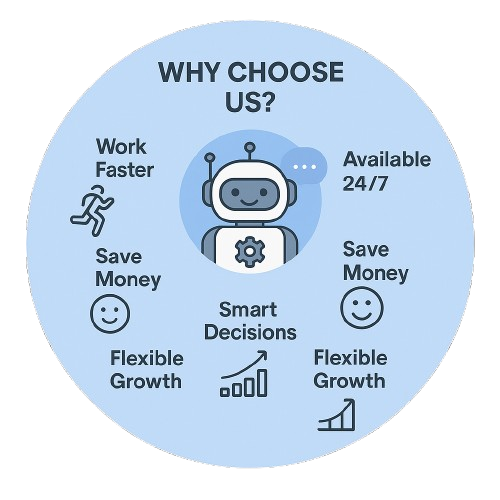 WHY CHOOSE
US?
Work
Faster
Available
24/7
Save
Money
Save
Money
Smart
Decisions
Flexible
Growth
Flexible
Growth